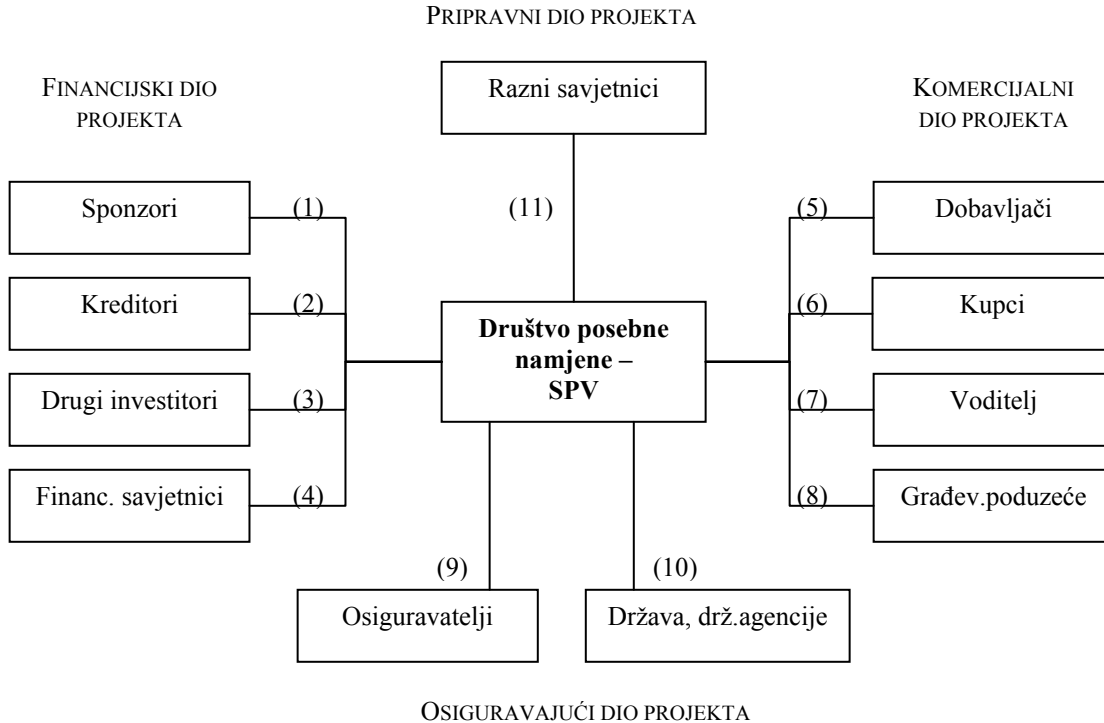 PRIPRAVNI DIO PROJEKTA
FINANCIJSKI DIO
PROJEKTA
Razni savjetnici
KOMERCIJALNI
DIO PROJEKTA
Sponzori
(1)
(11)
(5)
Dobavljači
Kreditori
(2)
(6)
Kupci
Društvo posebne
namjene –
SPV
Drugi investitori
(3)
(7)
Voditelj
Financ. savjetnici
(4)
(8)
Građev.poduzeće
(9)
(10)
Osiguravatelji
Država, drž.agencije
OSIGURAVAJUĆI DIO PROJEKTA